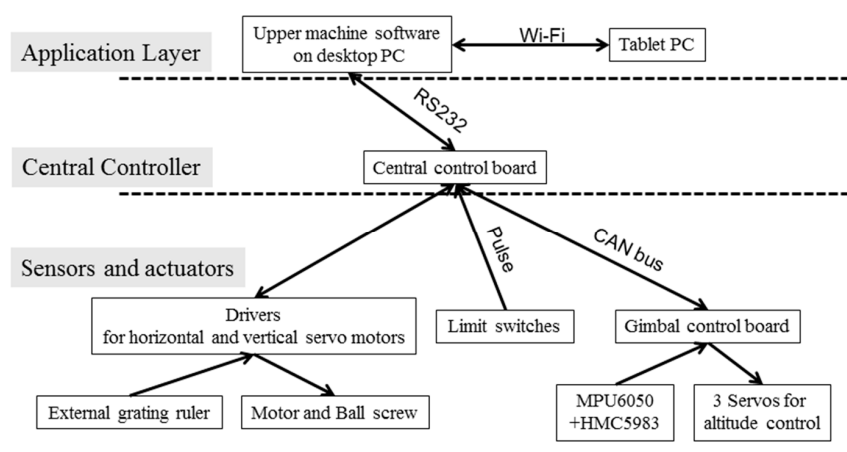 Upper machine software
on desktop PC
Wi-Fi
Tablet PC
Application Layer
RS232
Central Controller
Central control board
Pulse
CAN bus
Sensors and actuators
Drivers
for horizontal and vertical servo motors
Limit switches
Gimbal control board
External grating ruler
Motor and Ball screw
MPU6050
+HMC5983
3 Servos for
altitude control